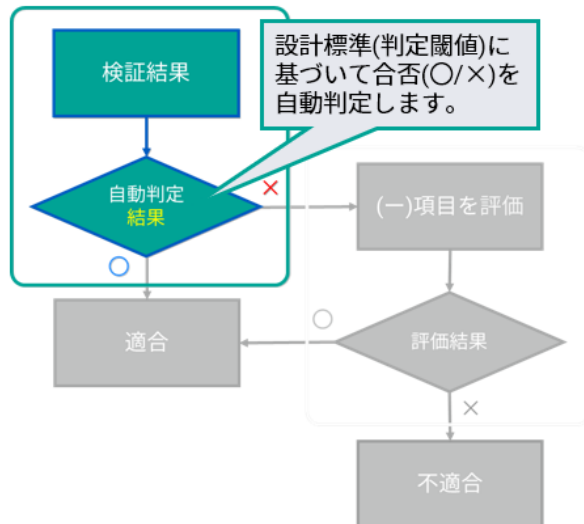 検証結果
設計標準(判定閾値)に
基づいて合否(〇/×)を
自動判定します。
自動判定
結果
×
(ー)項目を評価
〇
適合
〇
評価結果
×
不適合